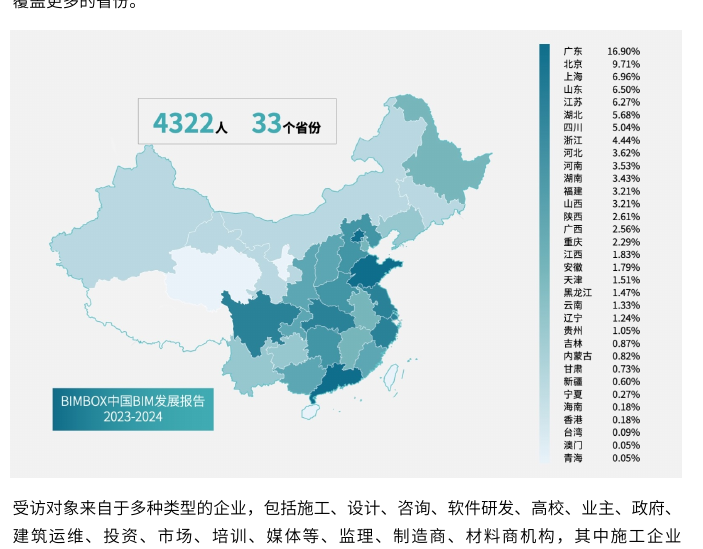 覆盖更多的省份。
4322人 33个省份
广东 16.90%
北京 9.71%
上海 6.96%
山东 6.50%
江苏 6.27%
湖北 5.68%
四川 5.04%
浙江 4.44%
河北 3.62%
河南 3.53%
湖南 3.43%
福建 3.21%
山西 3.21%
陕西 2.61%
广西 2.56%
重庆 2.29%
江西 1.83%
安徽 1.79%
天津 1.51%
黑龙江 1.47%
云南 1.33%
辽宁 1.24%
贵州 1.05%
吉林 0.87%
内蒙古 0.82%
甘肃 0.73%
新疆 0.60%
宁夏 0.27%
海南 0.18%
香港 0.18%
台湾 0.09%
澳门 0.05%
青海 0.05%
BIMBOX中国BIM发展报告
2023-2024
受访对象来自于多种类型的企业，包括施工、设计、咨询、软件研发、高校、业主、政府、
建筑运维、投资、市场、培训、媒体等、监理、制造商、材料商机构，其中施工企业